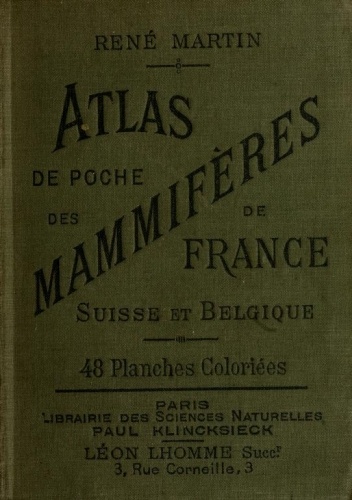 RENÉ MARTIN
ATLAS
DE POCHE
DES
MAMMIFÈRES
DE
FRANCE
SUISSE ET BELGIQUE
48 Planches Coloriées
PARIS
LIBRAIRIE DES SCIENCES NATURELLES
PAUL KLINCKSIECK
LÉON LHOMME Succr
3, Rue Corneille, 3